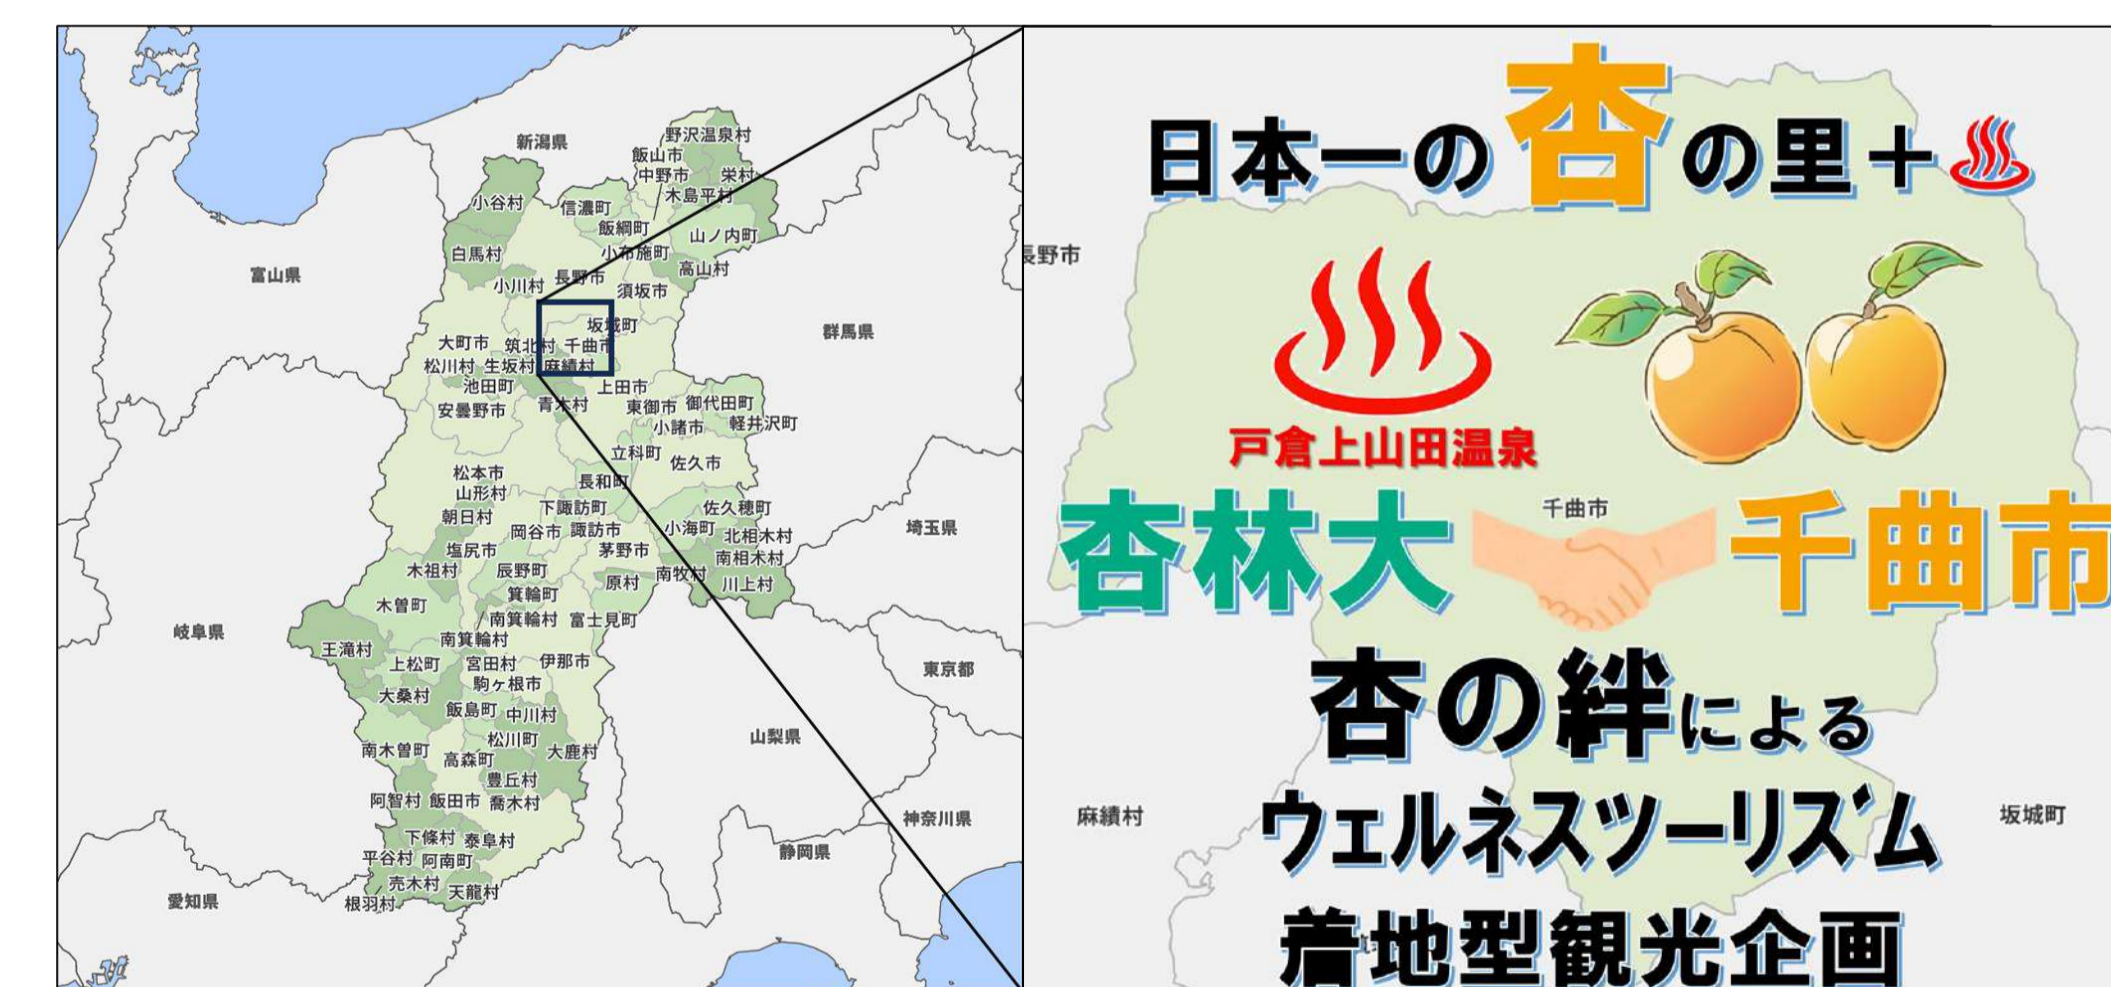 新潟県
野沢温泉村
飯山市
中野市
栄村
木島平村
小谷村
信濃町
飯綱町
山ノ内町
白馬村
小布施町
高山村
富山県
小川村
長野市
須坂市
坂城町
群馬県
大町市
筑北村
千曲市
松川村
生坂村
麻績村
池田町
上田市
安曇野市
青木村
東御市
御代田町
小諸市
軽井沢町
立科町
佐久市
松本市
長和町
山形村
朝日村
下諏訪町
佐久穂町
岡谷市
諏訪市
小海町
北相木村
埼玉県
塩尻市
茅野市
南相木村
木祖村
辰野町
原村
南牧村
川上村
箕輪町
木曽町
南箕輪村
富士見町
岐阜県
南箕輪村
王滝村
上松町
宮田村
伊那市
東京都
駒ヶ根市
大桑村
飯島町
中川村
南木曽町
松川町
大鹿村
山梨県
高森町
豊丘村
阿智村
飯田市
喬木村
神奈川県
下條村
泰阜村
平谷村
阿南町
静岡県
売木村
天龍村
愛知県
根羽村
日本一の杏の里+♨
長野市
戸倉上山田温泉
千曲市
杏林大
千曲市
杏の絆による
麻績村
ウェルネスツーリズム
坂城町
着地型観光企画